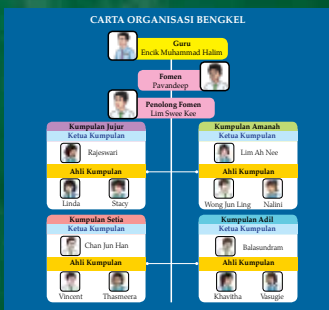 CARTA ORGANISASI BENGKEL
Guru
Encik Muhammad Halim
Fomen
Pavandeep
Penolong Fomen
Lim Swee Kee
Kumpulan Jujur
Ketua Kumpulan
Rajeswari
Ahli Kumpulan
Linda
Stacy
Kumpulan Amanah
Ketua Kumpulan
Lim Ah Nee
Ahli Kumpulan
Wong Jun Ling
Nalini
Kumpulan Setia
Ketua Kumpulan
Chan Jun Han
Ahli Kumpulan
Vincent
Thasmeera
Kumpulan Adil
Ketua Kumpulan
Balasundram
Ahli Kumpulan
Khavitha
Vasugie